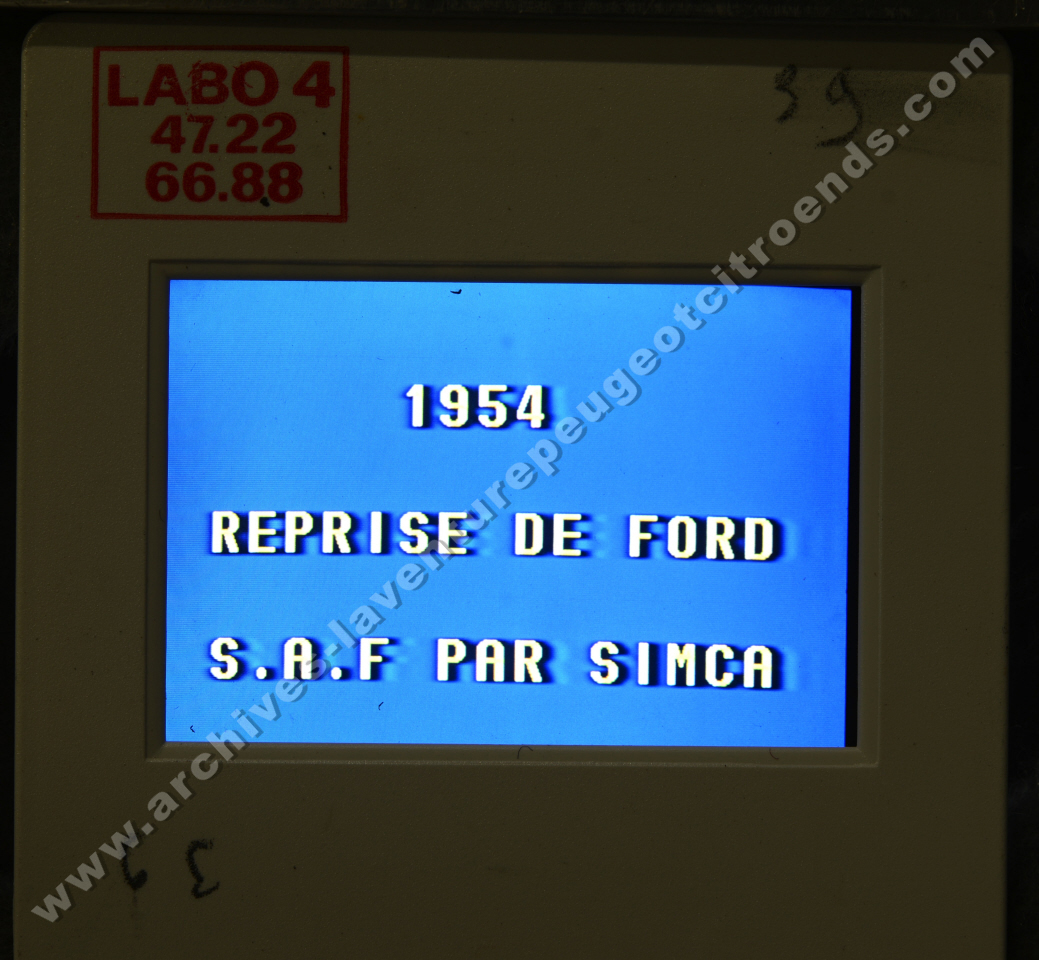 LABO 4
47.22
66.88
39
1954
REPRISE DE FORD
S.A.F PAR SIMCA
www.archives-laventurepeugeotcitroends.com